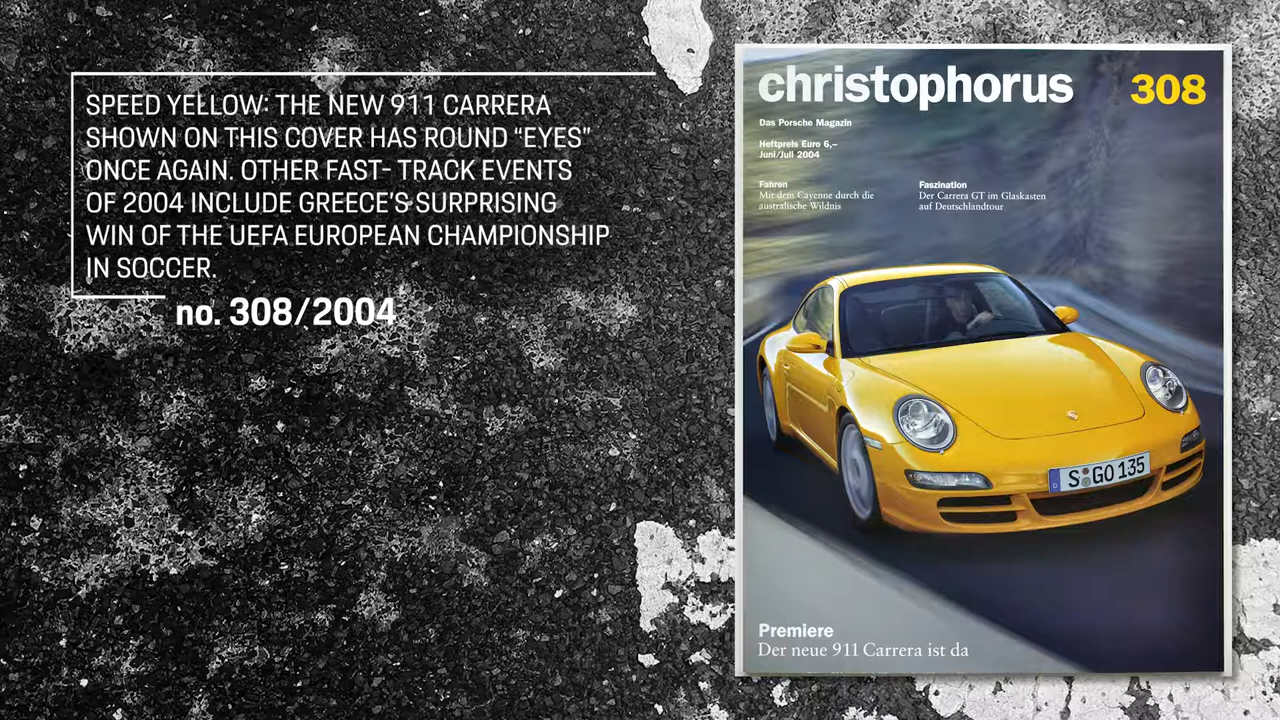 SPEED YELLOW: THE NEW 911 CARRERA
SHOWN ON THIS COVER HAS ROUND “EYES”
ONCE AGAIN. OTHER FAST- TRACK EVENTS
OF 2004 INCLUDE GREECE’S SURPRISING
WIN OF THE UEFA EUROPEAN CHAMPIONSHIP
IN SOCCER.
no. 308/2004
christophorus 308
Das Porsche Magazin
Heftpreis Euro 6,–
Juni/Juli 2004
Fahren
Mit dem Cayenne durch die
australische Wildnis
Faszination
Der Carrera GT im Glaskasten
auf Deutschlandtour
S GO 135
Premiere
Der neue 911 Carrera ist da